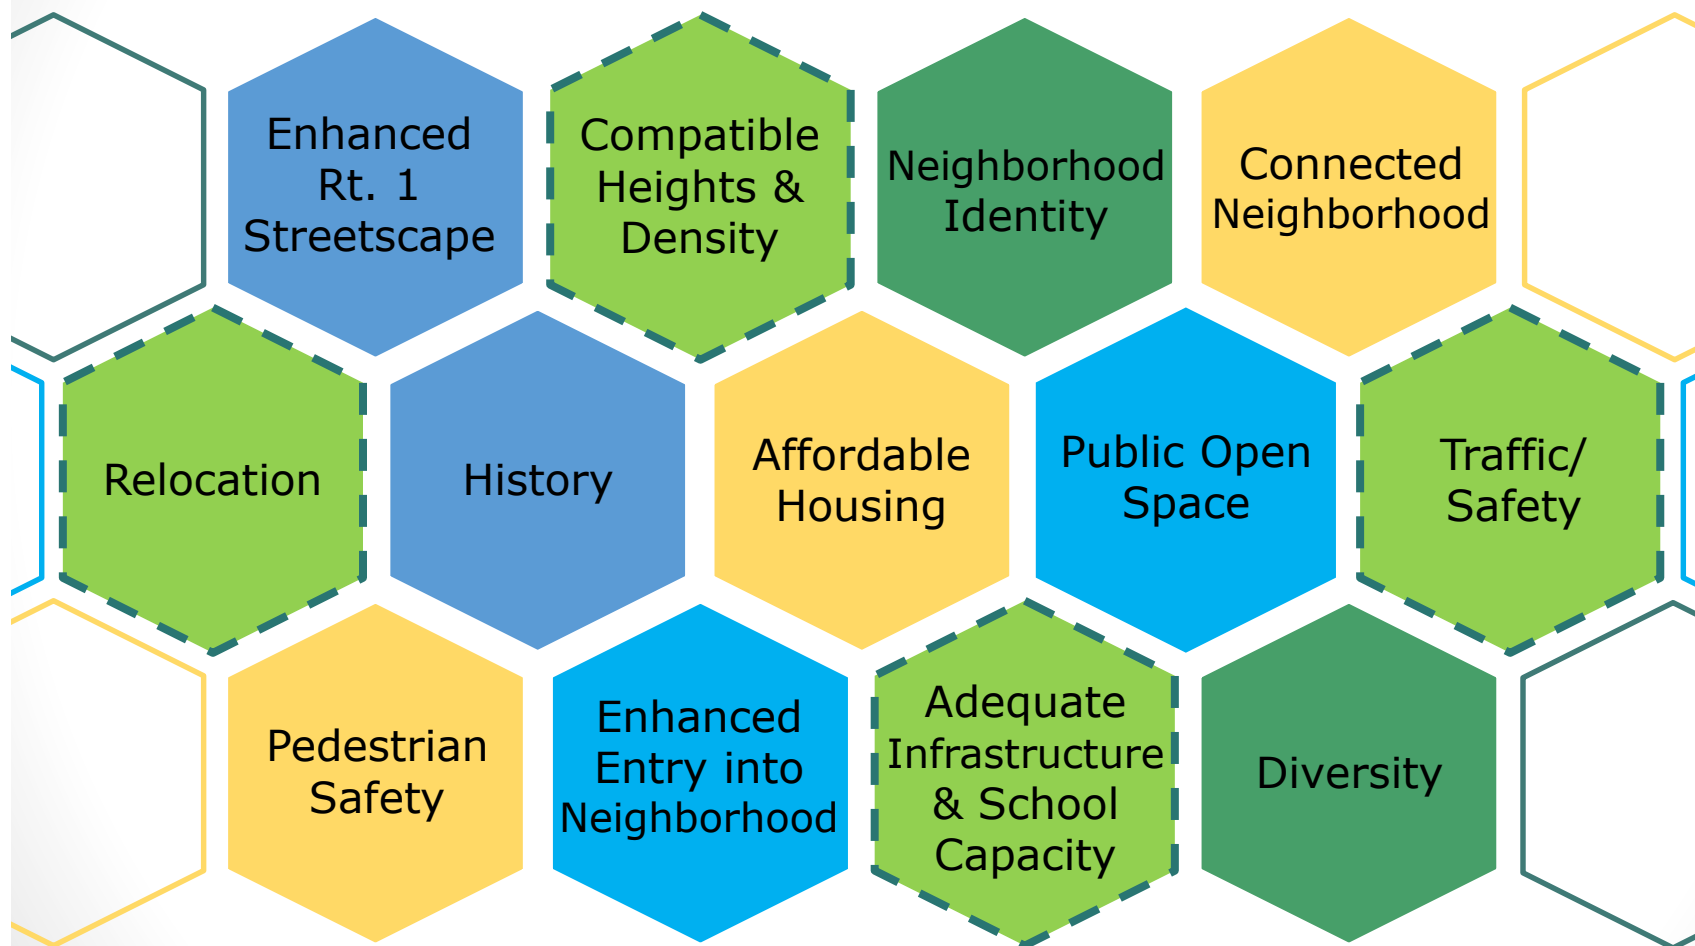 Enhanced
Rt. 1
Streetscape
Compatible
Heights &
Density
Neighborhood
Identity
Connected
Neighborhood
Relocation
History
Affordable
Housing
Public Open
Space
Traffic/
Safety
Pedestrian
Safety
Enhanced
Entry into
Neighborhood
Adequate
Infrastructure
& School
Capacity
Diversity